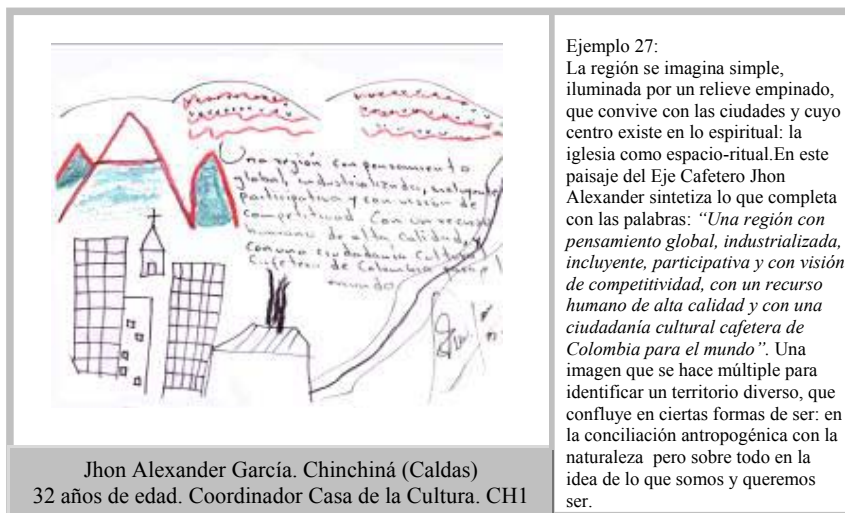 Una región con pensamiento
global, industrializada, incluyente
participativa y con visión de
competitividad. Con un recurso
humano de alta calidad, y
con una ciudadanía Cultural
Cafetera de Colombia para el
mundo
Jhon Alexander García. Chinchiná (Caldas)
32 años de edad. Coordinador Casa de la Cultura. CH1
Ejemplo 27:
La región se imagina simple,
iluminada por un relieve empinado,
que convive con las ciudades y cuyo
centro existe en lo espiritual: la
iglesia como espacio-ritual.En este
paisaje del Eje Cafetero Jhon
Alexander sintetiza lo que completa
con las palabras: “Una región con
pensamiento global, industrializada,
incluyente, participativa y con visión
de competitividad, con un recurso
humano de alta calidad y con una
ciudadanía cultural cafetera de
Colombia para el mundo”. Una
imagen que se hace múltiple para
identificar un territorio diverso, que
confluye en ciertas formas de ser: en
la conciliación antropogénica con la
naturaleza pero sobre todo en la
idea de lo que somos y queremos
ser.